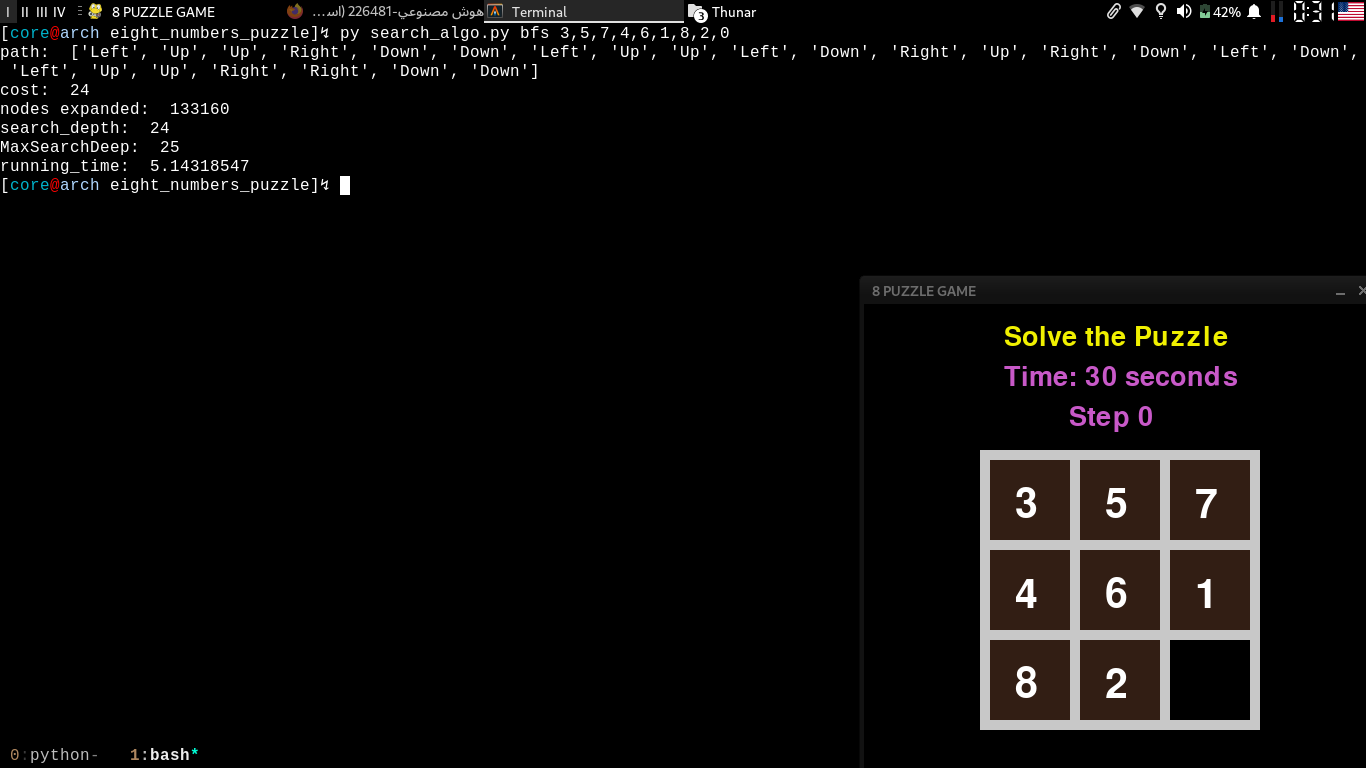 I II III IV 8 PUZZLE GAME هوش مصنوعي-226481 (اسـ... Terminal 3 Thunar 42%
[core@arch eight_numbers_puzzle]↯ py search_algo.py bfs 3,5,7,4,6,1,8,2,0
path:  ['Left', 'Up', 'Up', 'Right', 'Down', 'Down', 'Left', 'Up', 'Up', 'Left', 'Down', 'Right', 'Up', 'Right', 'Down', 'Left', 'Down',
 'Left', 'Up', 'Up', 'Right', 'Right', 'Down', 'Down']
cost:  24
nodes expanded:  133160
search_depth:  24
MaxSearchDeep:  25
running_time:  5.14318547
[core@arch eight_numbers_puzzle]↯
8 PUZZLE GAME
Solve the Puzzle
Time: 30 seconds
Step 0
3 5 7
4 6 1
8 2
0:python-   1:bash*